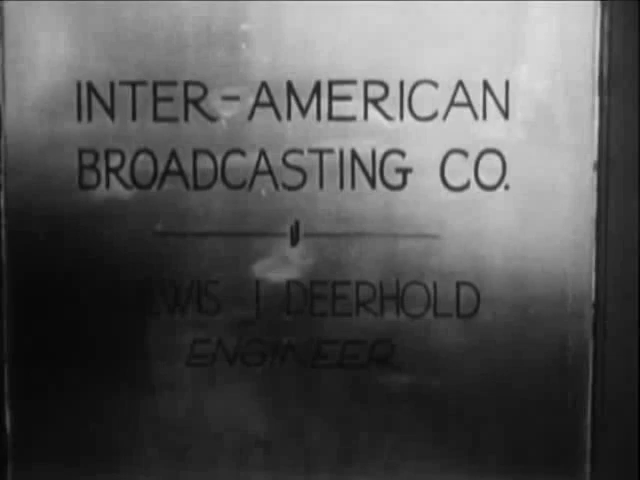 INTER-AMERICAN
BROADCASTING CO.
J DEERHOLD
ENGINEER